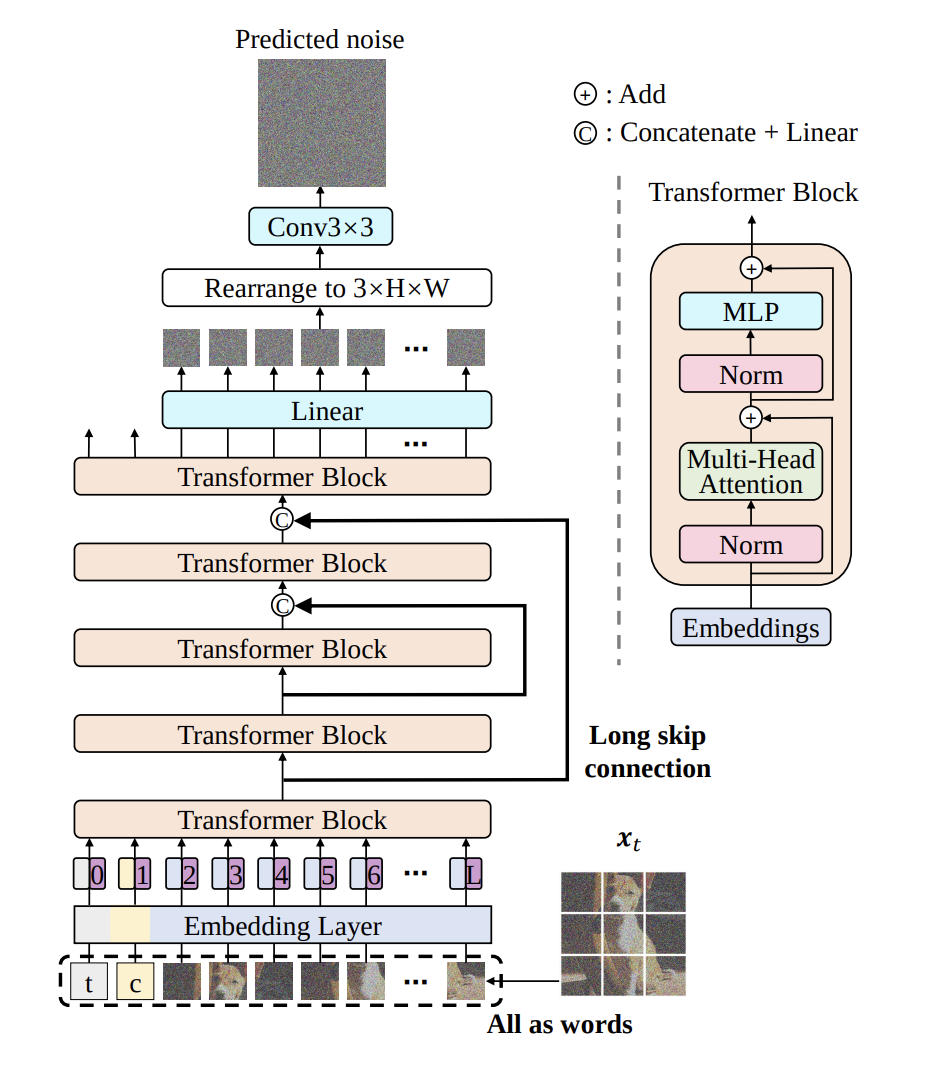 Predicted noise
Conv3×3
Rearrange to 3×H×W
...
Linear
...
Transformer Block
C
Transformer Block
C
Transformer Block
Transformer Block
Transformer Block
0 1 2 3 4 5 6 ... L
Embedding Layer
t c ...
+ : Add
C : Concatenate + Linear
Transformer Block
+
MLP
Norm
+
Multi-Head
Attention
Norm
Embeddings
Long skip
connection
xₜ
All as words